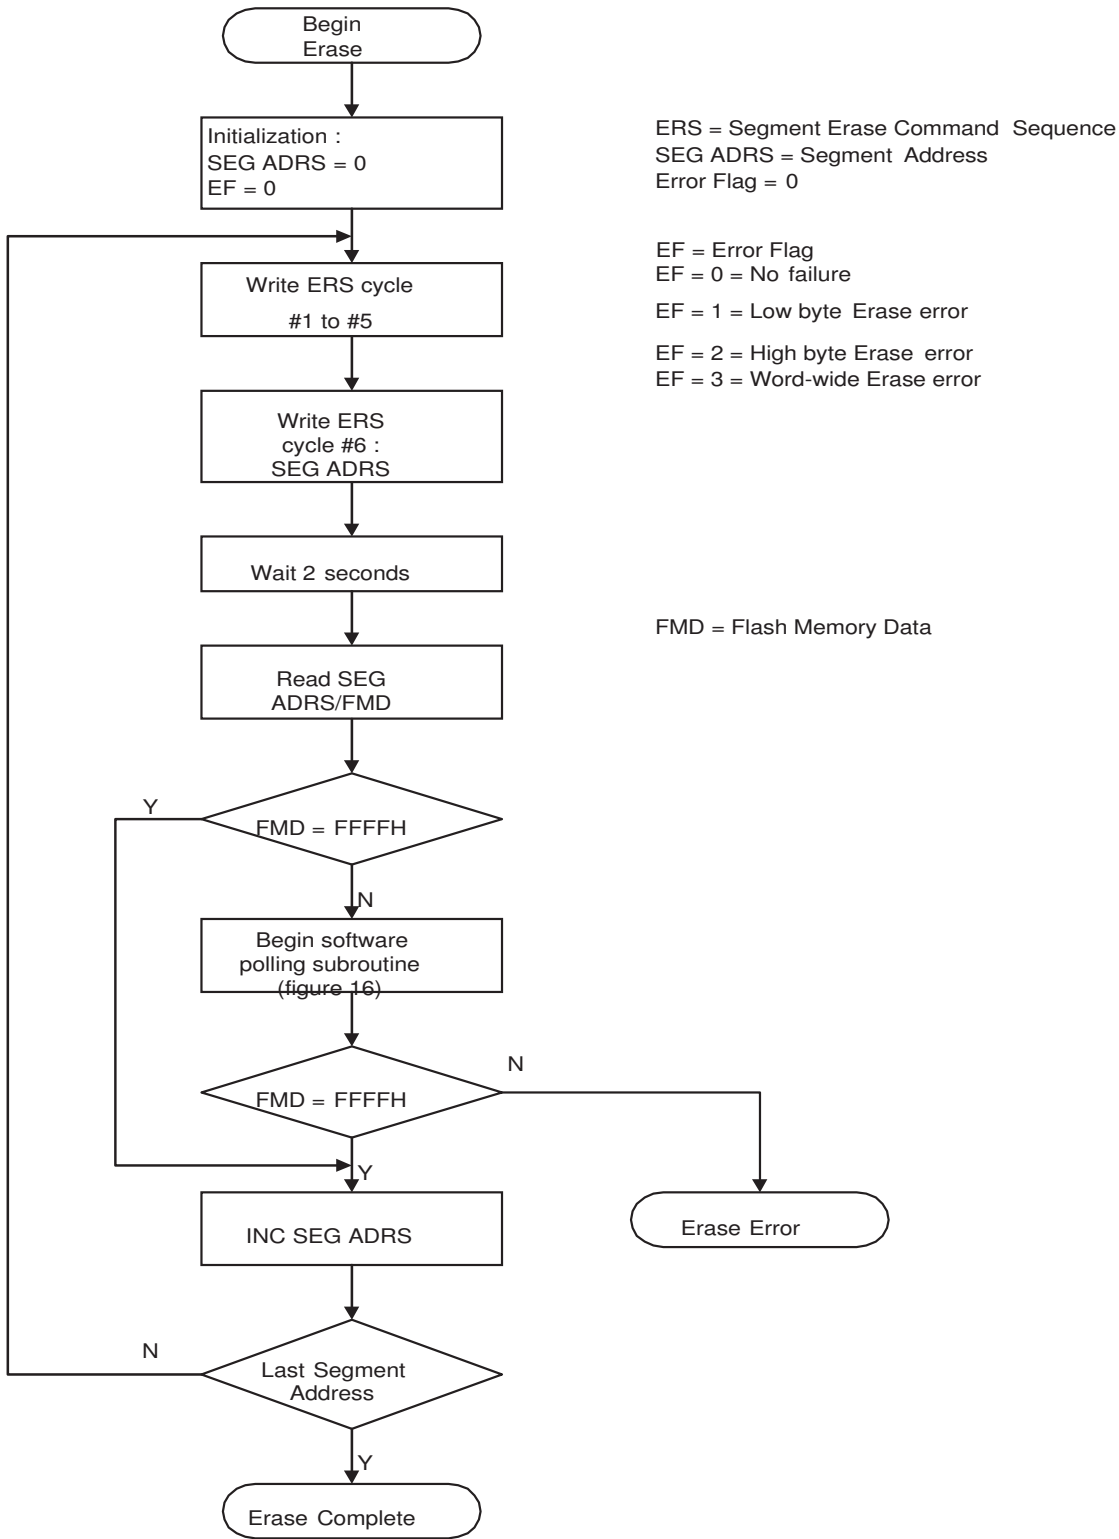 Begin
Erase
Initialization :
SEG ADRS = 0
EF = 0
ERS = Segment Erase Command Sequence
SEG ADRS = Segment Address
Error Flag = 0
EF = Error Flag
EF = 0 = No failure
EF = 1 = Low byte Erase error
EF = 2 = High byte Erase error
EF = 3 = Word-wide Erase error
Write ERS cycle
#1 to #5
Write ERS
cycle #6 :
SEG ADRS
Wait 2 seconds
FMD = Flash Memory Data
Read SEG
ADRS/FMD
Y
FMD = FFFFH
N
Begin software
polling subroutine
(figure 16)
N
FMD = FFFFH
Y
INC SEG ADRS
Erase Error
N
Last Segment
Address
Y
Erase Complete